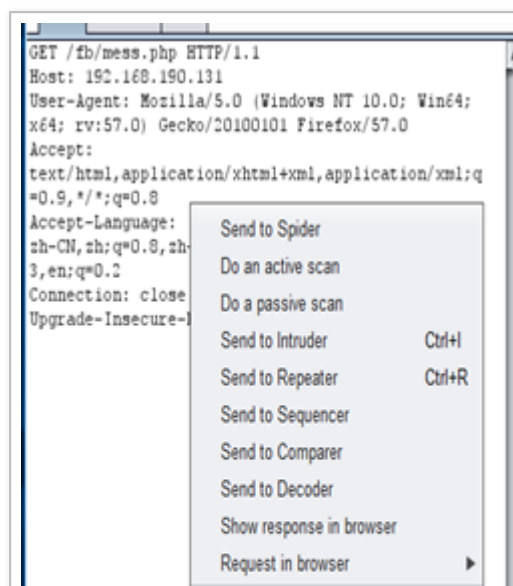 GET /fb/mess.php HTTP/1.1
Host: 192.168.190.131
User-Agent: Mozilla/5.0 (Windows NT 10.0; Win64;
x64; rv:57.0) Gecko/20100101 Firefox/57.0
Accept:
text/html,application/xhtml+xml,application/xml;q
=0.9,*/*;q=0.8
Accept-Language:
zh-CN,zh;q=0.8,zh-
3,en;q=0.2
Connection: close
Upgrade-Insecure-
Send to Spider
Do an active scan
Do a passive scan
Send to Intruder Ctrl+I
Send to Repeater Ctrl+R
Send to Sequencer
Send to Comparer
Send to Decoder
Show response in browser
Request in browser